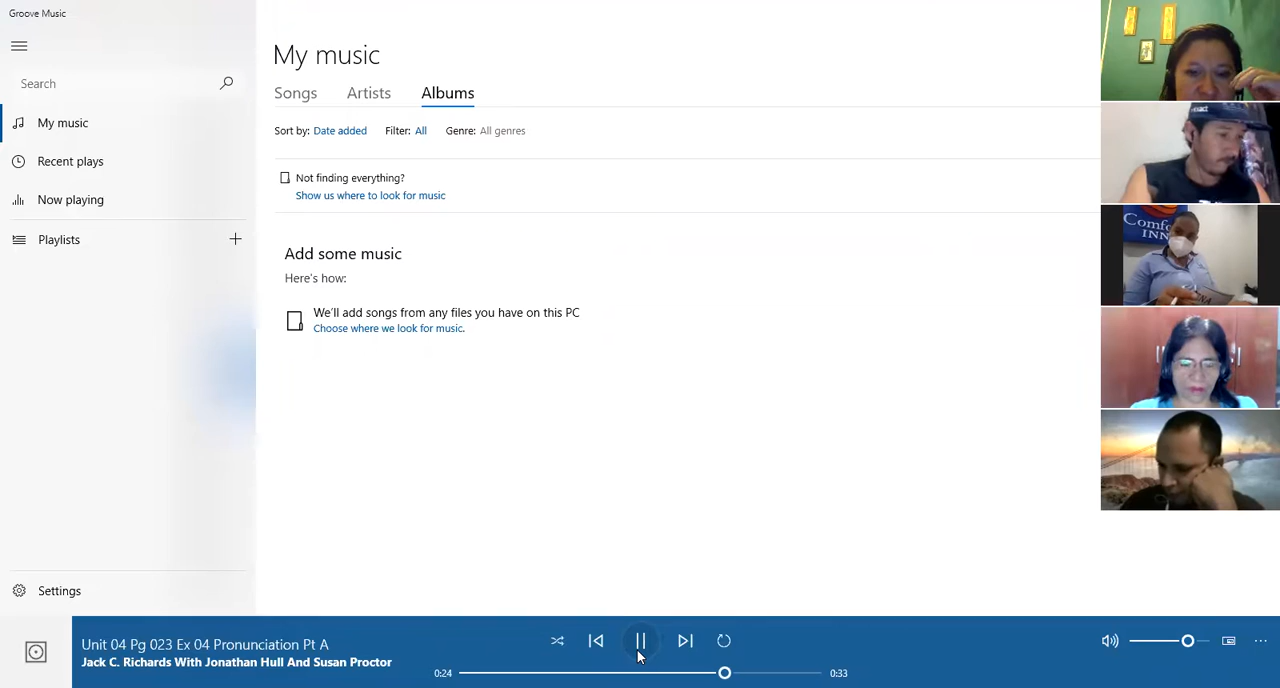 Groove Music
Search
My music
Recent plays
Now playing
Playlists
Settings
My music
Songs Artists Albums
Sort by: Date added Filter: All Genre: All genres
Not finding everything?
Show us where to look for music
Add some music
Here's how:
We'll add songs from any files you have on this PC
Choose where we look for music.
INN
Unit 04 Pg 023 Ex 04 Pronunciation Pt A
Jack C. Richards With Jonathan Hull And Susan Proctor
0:24
0:33